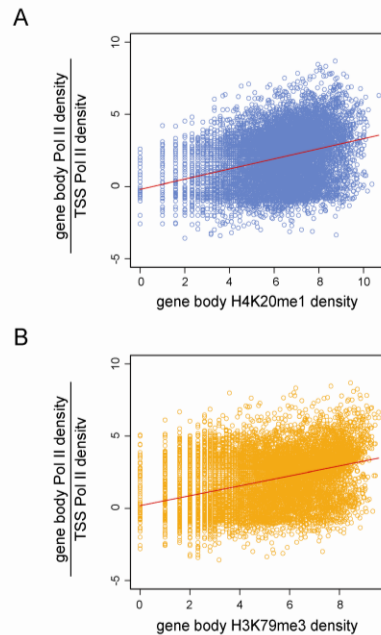 A
gene body Pol II density
TSS Pol II density
10
5
0
-5
0 2 4 6 8 10
gene body H4K20me1 density
B
gene body Pol II density
TSS Pol II density
10
5
0
-5
0 2 4 6 8
gene body H3K79me3 density